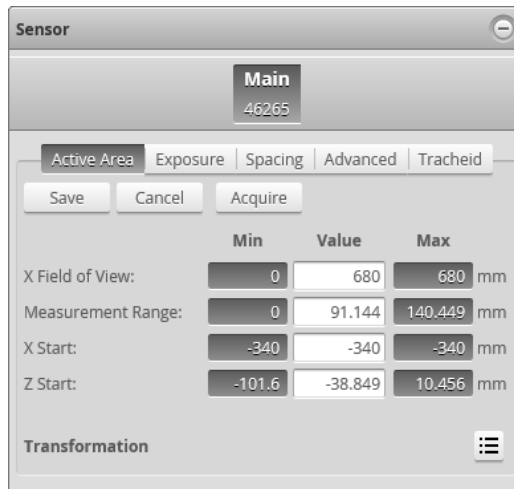 Sensor
Main
46265
Active Area Exposure Spacing Advanced Tracheid
Save Cancel Acquire
Min Value Max
X Field of View: 0 680 680 mm
Measurement Range: 0 91.144 140.449 mm
X Start: -340 -340 -340 mm
Z Start: -101.6 -38.849 10.456 mm
Transformation